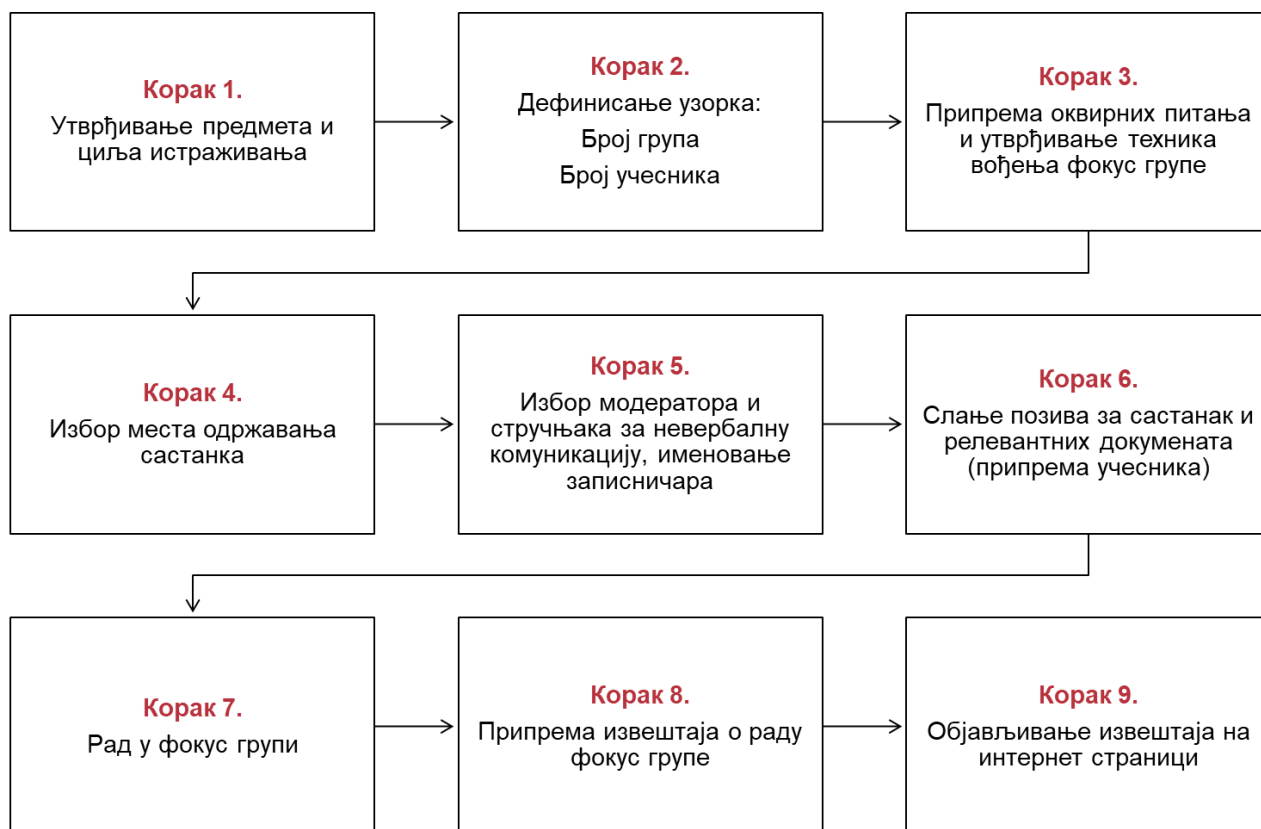 Корак 1.
Утврђивање предмета и
циља истраживања
Корак 2.
Дефинисање узорка:
Број група
Број учесника
Корак 3.
Припрема оквирних питања
и утврђивање техника
вођења фокус групе
Корак 4.
Избор места одржавања
састанка
Корак 5.
Избор модератора и
стручњака за невербалну
комуникацију, именовање
записничара
Корак 6.
Слање позива за састанак и
релевантних докумената
(припрема учесника)
Корак 7.
Рад у фокус групи
Корак 8.
Припрема извештаја о раду
фокус групе
Корак 9.
Објављивање извештаја на
интернет страници